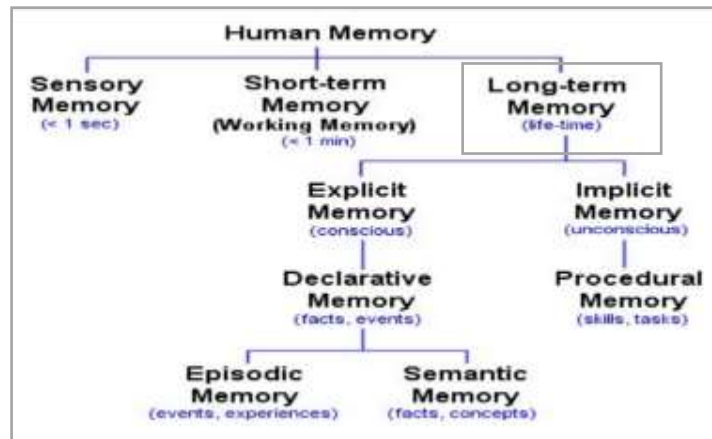 Human Memory
Sensory
Memory
(< 1 sec)
Short-term
Memory
(Working Memory)
(< 1 min)
Long-term
Memory
(life-time)
Explicit
Memory
(conscious)
Implicit
Memory
(unconscious)
Declarative
Memory
(facts, events)
Procedural
Memory
(skills, tasks)
Episodic
Memory
(events, experiences)
Semantic
Memory
(facts, concepts)